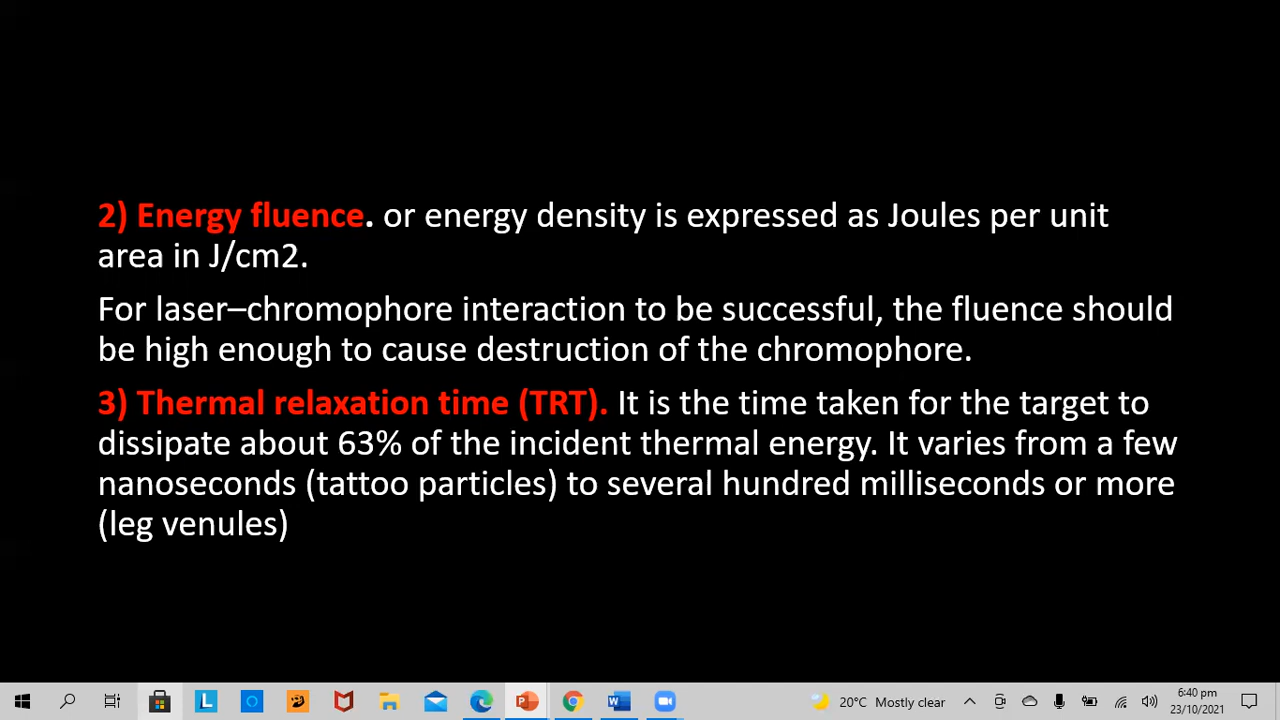 2) Energy fluence. or energy density is expressed as Joules per unit
area in J/cm2.
For laser–chromophore interaction to be successful, the fluence should
be high enough to cause destruction of the chromophore.
3) Thermal relaxation time (TRT). It is the time taken for the target to
dissipate about 63% of the incident thermal energy. It varies from a few
nanoseconds (tattoo particles) to several hundred milliseconds or more
(leg venules)
L
P
W
20°C Mostly clear
6:40 pm
23/10/2021